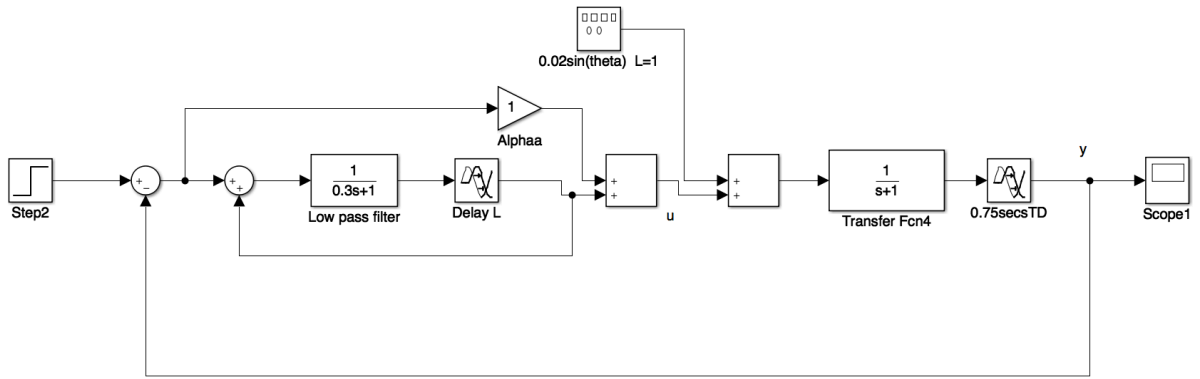 0.02sin(theta) L=1
1
Alphaa
+
−
Step2
+
+
1
0.3s+1
Low pass filter
Delay L
+
+
u
+
+
1
s+1
Transfer Fcn4
0.75secsTD
y
Scope1